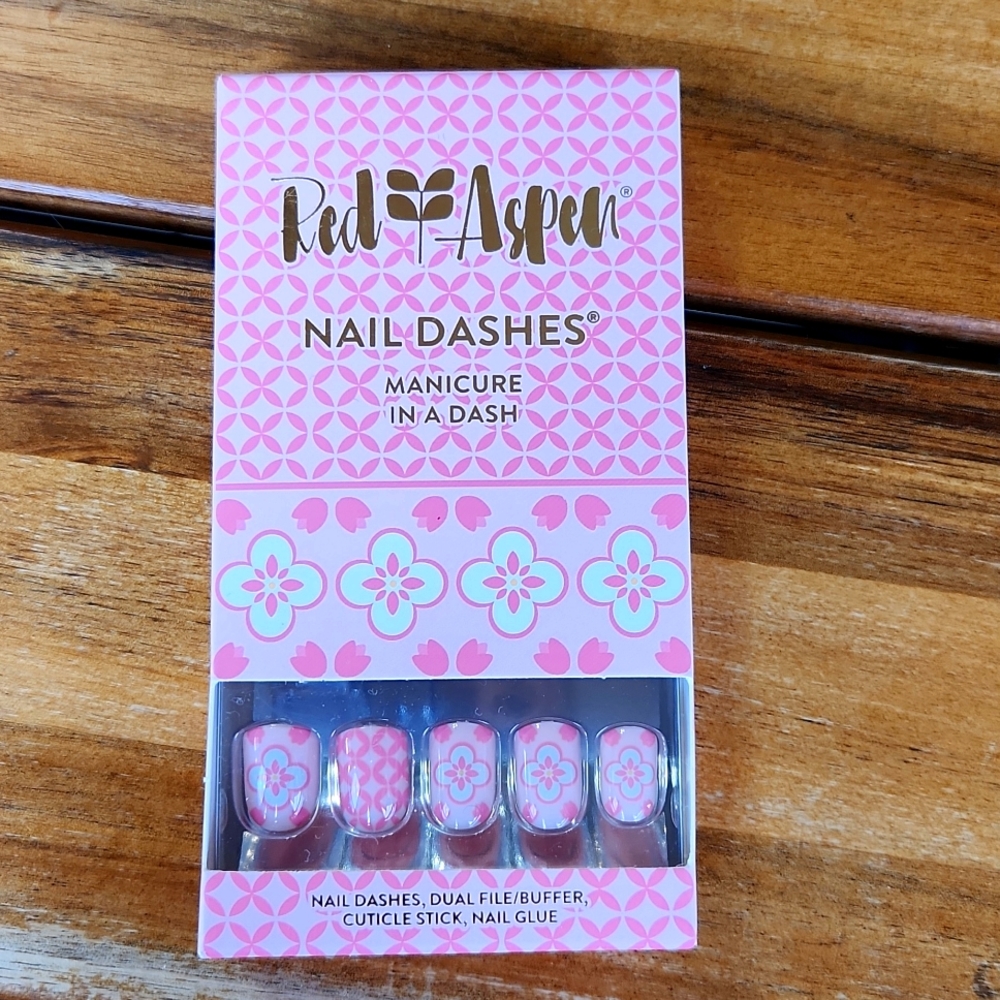 Red Aspen®
NAIL DASHES®
MANICURE
IN A DASH
NAIL DASHES, DUAL FILE/BUFFER,
CUTICLE STICK, NAIL GLUE